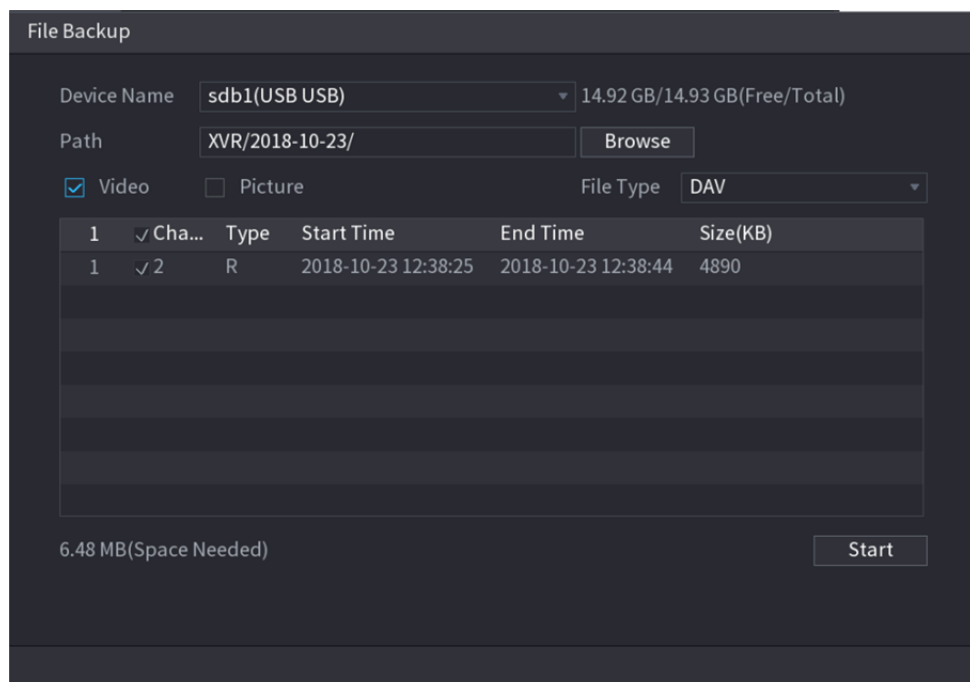 File Backup
Device Name sdb1(USB USB) 14.92 GB/14.93 GB(Free/Total)
Path XVR/2018-10-23/ Browse
Video Picture File Type DAV
1 Cha... Type Start Time End Time Size(KB)
1 2 R 2018-10-23 12:38:25 2018-10-23 12:38:44 4890
6.48 MB(Space Needed) Start